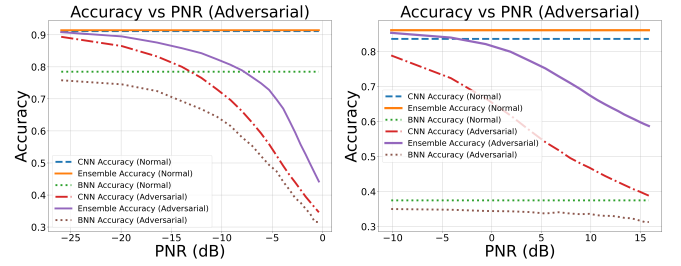 Accuracy vs PNR (Adversarial)
Accuracy
0.9
0.8
0.7
0.6
0.5
0.4
0.3
CNN Accuracy (Normal)
Ensemble Accuracy (Normal)
BNN Accuracy (Normal)
CNN Accuracy (Adversarial)
Ensemble Accuracy (Adversarial)
BNN Accuracy (Adversarial)
−25 −20 −15 −10 −5 0
PNR (dB)
Accuracy vs PNR (Adversarial)
Accuracy
0.8
0.7
0.6
0.5
0.4
0.3
CNN Accuracy (Normal)
Ensemble Accuracy (Normal)
BNN Accuracy (Normal)
CNN Accuracy (Adversarial)
Ensemble Accuracy (Adversarial)
BNN Accuracy (Adversarial)
−10 −5 0 5 10 15
PNR (dB)